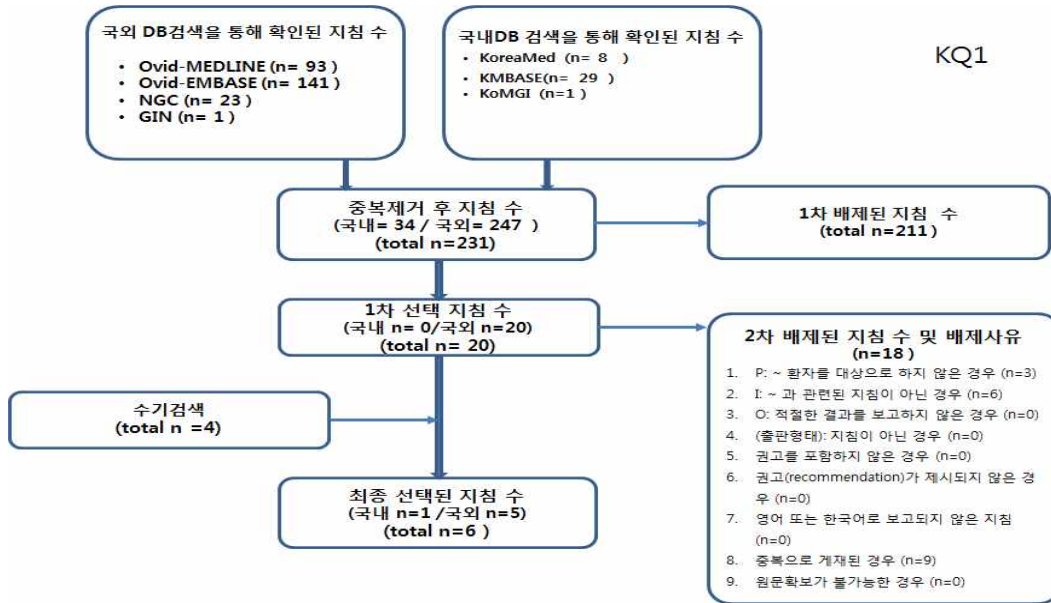 국외 DB검색을 통해 확인된 지침 수
• Ovid-MEDLINE (n= 93)
• Ovid-EMBASE (n= 141)
• NGC (n= 23)
• GIN (n= 1 )
국내DB 검색을 통해 확인된 지침 수
• KoreaMed (n= 8 )
• KMBASE(n= 29 )
• KoMGI (n=1 )
KQ1
중복제거 후 지침 수
(국내= 34 / 국외= 247 )
(total n=231)
1차 배제된 지침 수
(total n=211)
1차 선택 지침 수
(국내 n= 0/국외 n=20)
(total n= 20)
2차 배제된 지침 수 및 배제사유
(n=18 )
1. P: ~ 환자를 대상으로 하지 않은 경우 (n=3)
2. I: ~ 과 관련된 지침이 아닌 경우 (n=6)
3. O: 적절한 결과를 보고하지 않은 경우 (n=0)
4. (출판형태): 지침이 아닌 경우 (n=0)
5. 권고를 포함하지 않은 경우 (n=0)
6. 권고(recommendation)가 제시되지 않은 경
우 (n=0)
7. 영어 또는 한국어로 보고되지 않은 지침
(n=0)
8. 중복으로 게재된 경우 (n=9)
9. 원문확보가 불가능한 경우 (n=0)
수기검색
(total n =4)
최종 선택된 지침 수
(국내 n=1 /국외 n=5)
(total n=6 )